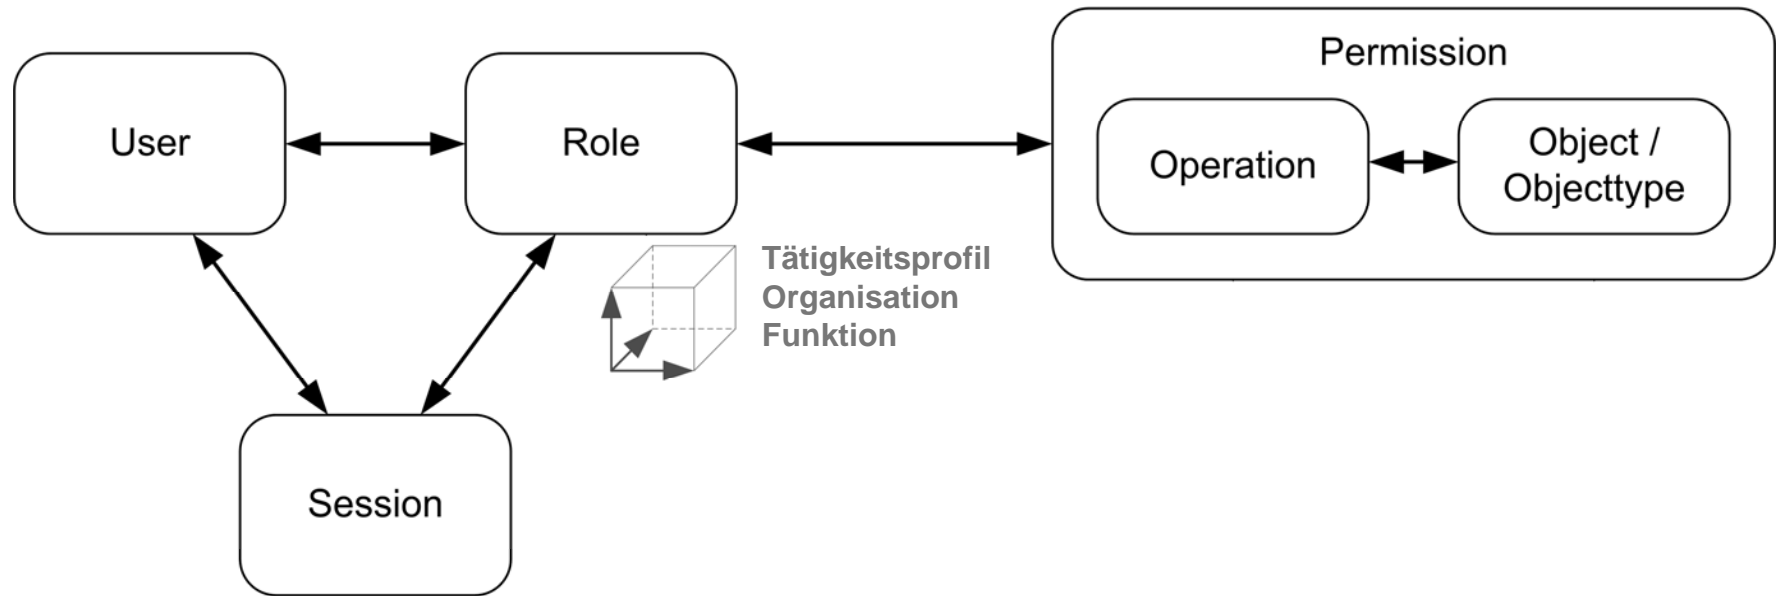 User
Role
Permission
Operation
Object /
Objecttype
Tätigkeitsprofil
Organisation
Funktion
Session